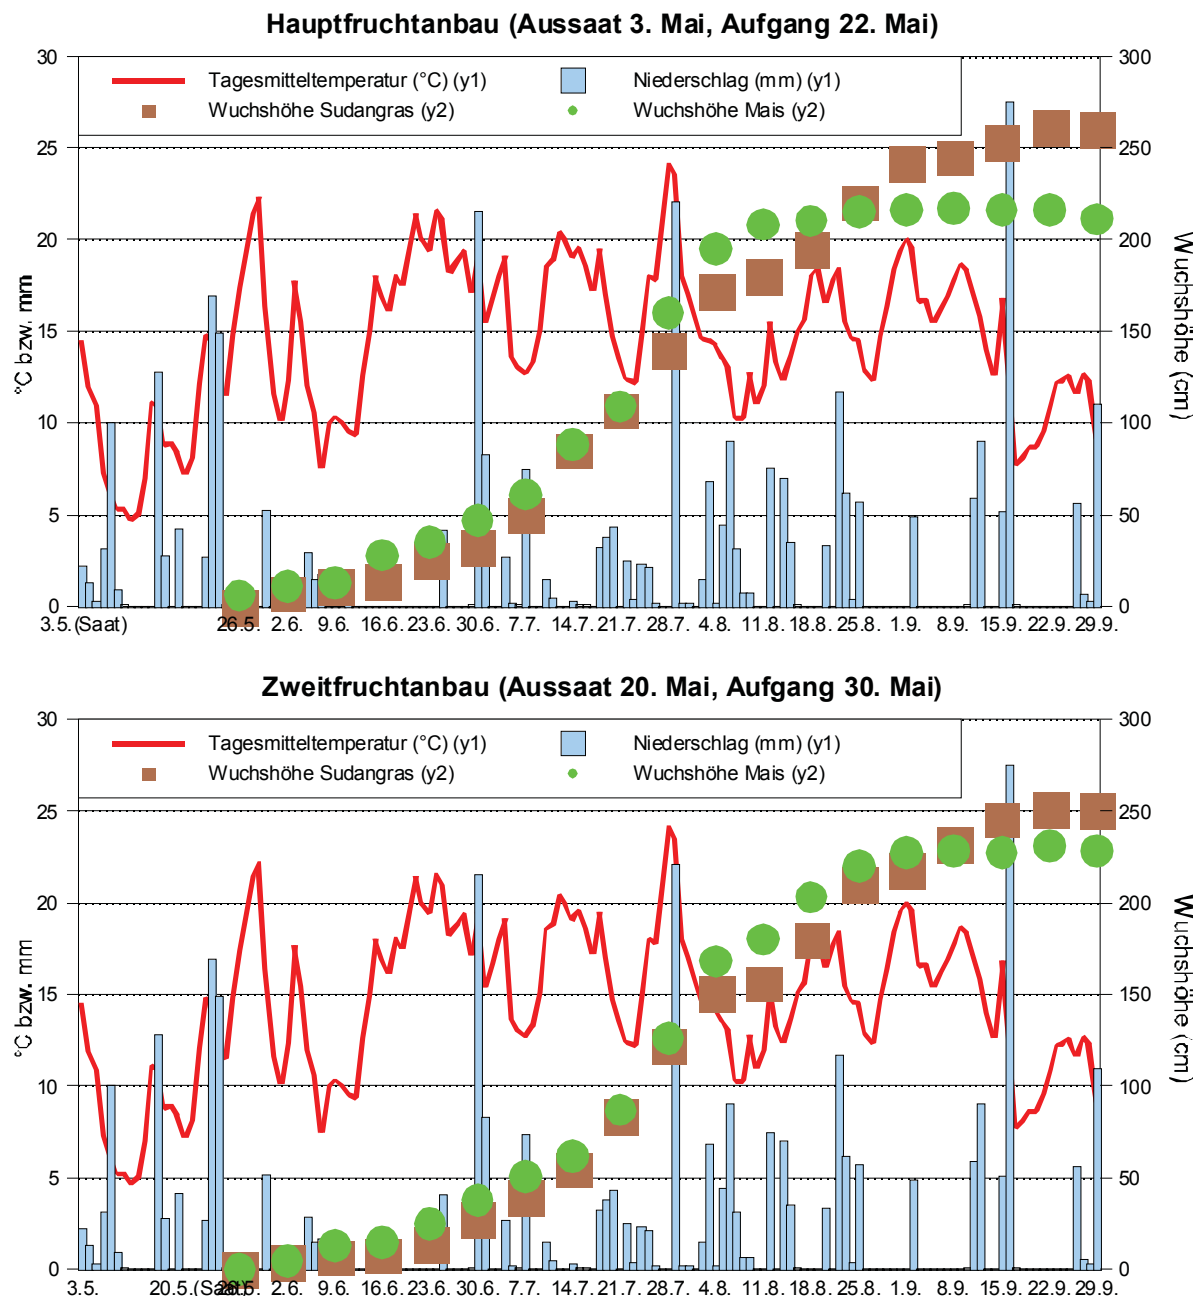 Hauptfruchtanbau (Aussaat 3. Mai, Aufgang 22. Mai)
30 300
Tagesmitteltemperatur (°C) (y1) Niederschlag (mm) (y1)
Wuchshöhe Sudangras (y2) Wuchshöhe Mais (y2)
25 250
20 200
15 150
10 100
5 50
0 0
°C bzw. mm
Wuchshöhe (cm)
3.5.(Saat) 26.5. 2.6. 9.6. 16.6. 23.6. 30.6. 7.7. 14.7. 21.7. 28.7. 4.8. 11.8. 18.8. 25.8. 1.9. 8.9. 15.9. 22.9. 29.9.
Zweitfruchtanbau (Aussaat 20. Mai, Aufgang 30. Mai)
30 300
Tagesmitteltemperatur (°C) (y1) Niederschlag (mm) (y1)
Wuchshöhe Sudangras (y2) Wuchshöhe Mais (y2)
25 250
20 200
15 150
10 100
5 50
0 0
°C bzw. mm
Wuchshöhe (cm)
3.5. 20.5.(Saat) 26.5. 2.6. 9.6. 16.6. 23.6. 30.6. 7.7. 14.7. 21.7. 28.7. 4.8. 11.8. 18.8. 25.8. 1.9. 8.9. 15.9. 22.9. 29.9.